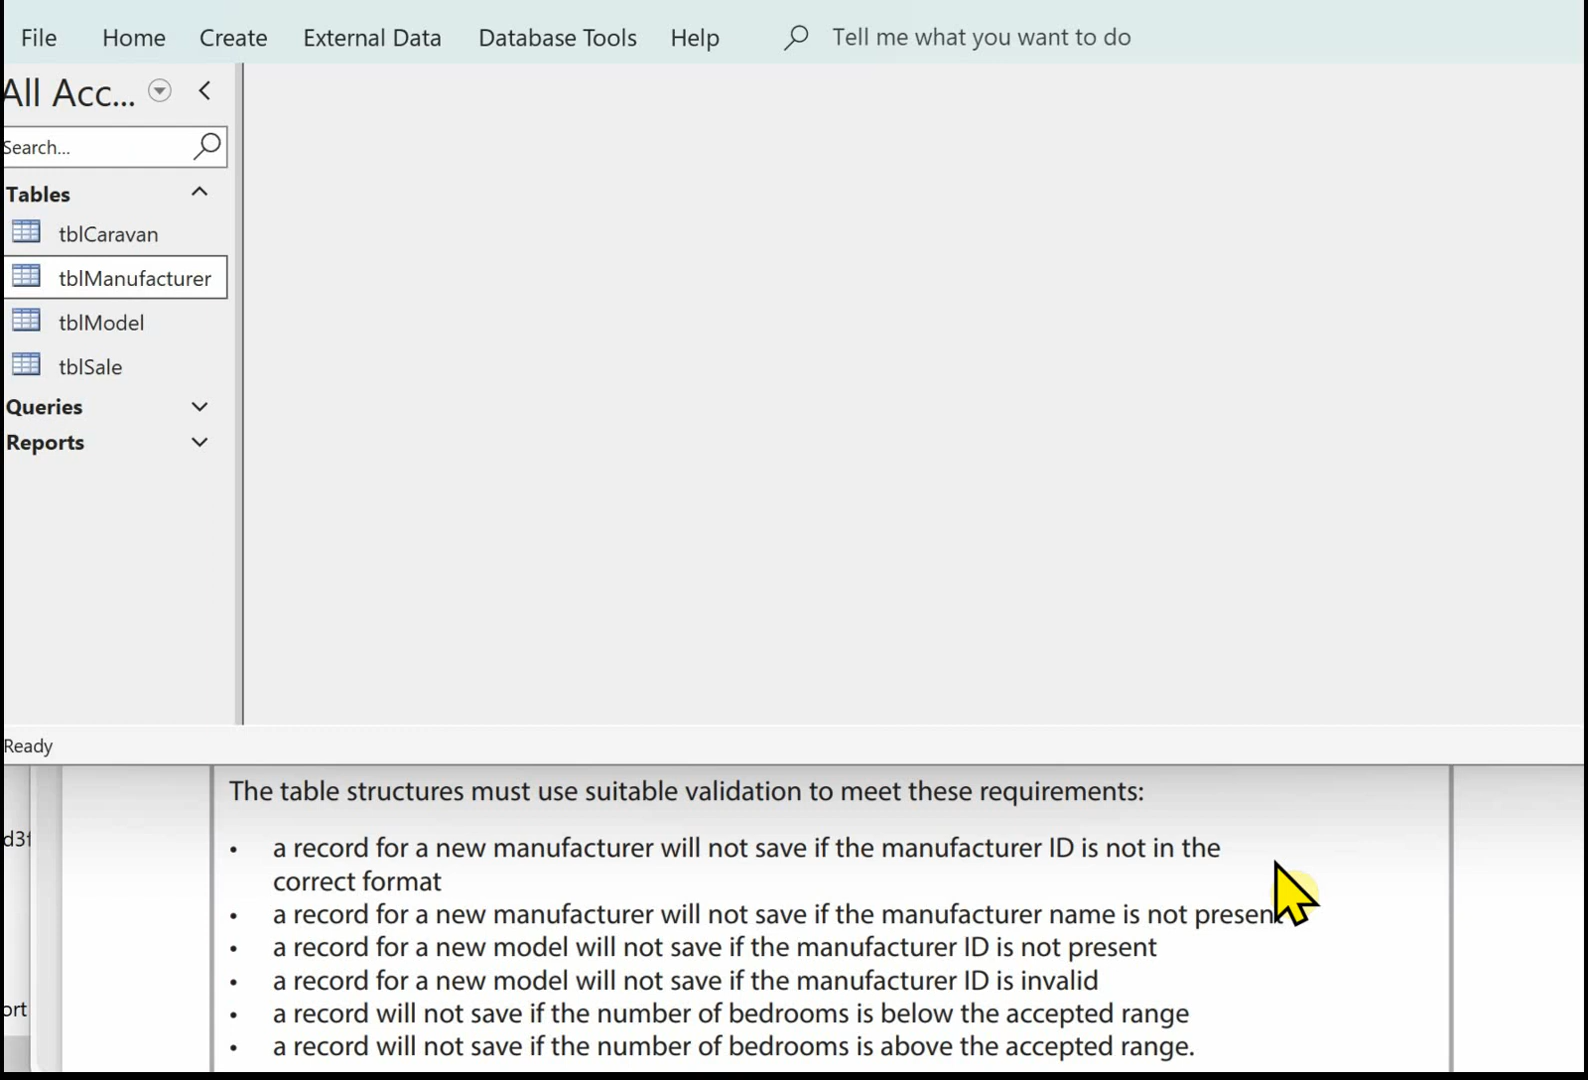 File Home Create External Data Database Tools Help Tell me what you want to do
All Acc...
Search...
Tables
tblCaravan
tblManufacturer
tblModel
tblSale
Queries
Reports
Ready
d3f
ort
The table structures must use suitable validation to meet these requirements:
• a record for a new manufacturer will not save if the manufacturer ID is not in the
correct format
• a record for a new manufacturer will not save if the manufacturer name is not present
• a record for a new model will not save if the manufacturer ID is not present
• a record for a new model will not save if the manufacturer ID is invalid
• a record will not save if the number of bedrooms is below the accepted range
• a record will not save if the number of bedrooms is above the accepted range.